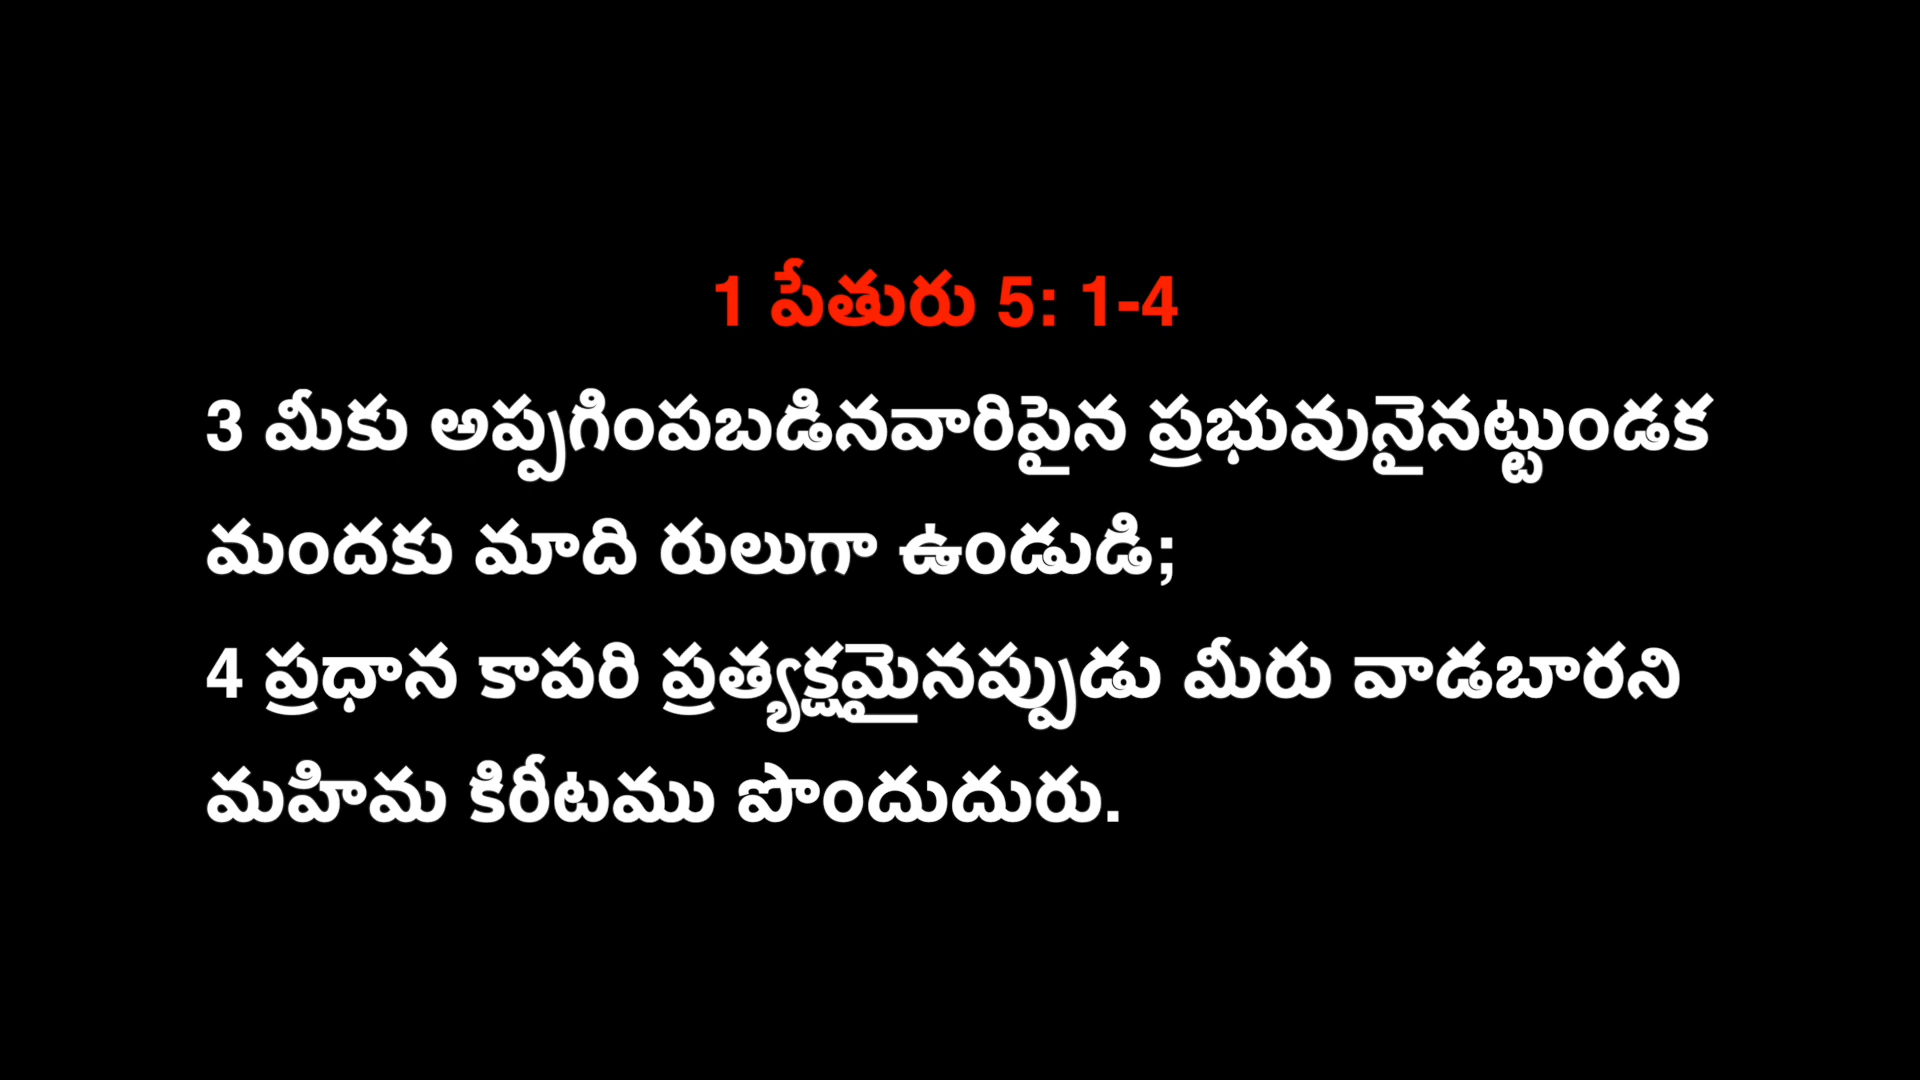 1 పేతురు 5: 1-4
3 మీకు అప్పగింపబడినవారిపైన ప్రభువునైనట్టుండక
మందకు మాది రులుగా ఉండుడి;
4 ప్రధాన కాపరి ప్రత్యక్షమైనప్పుడు మీరు వాడబారని
మహిమ కిరీటము పొందుదురు.